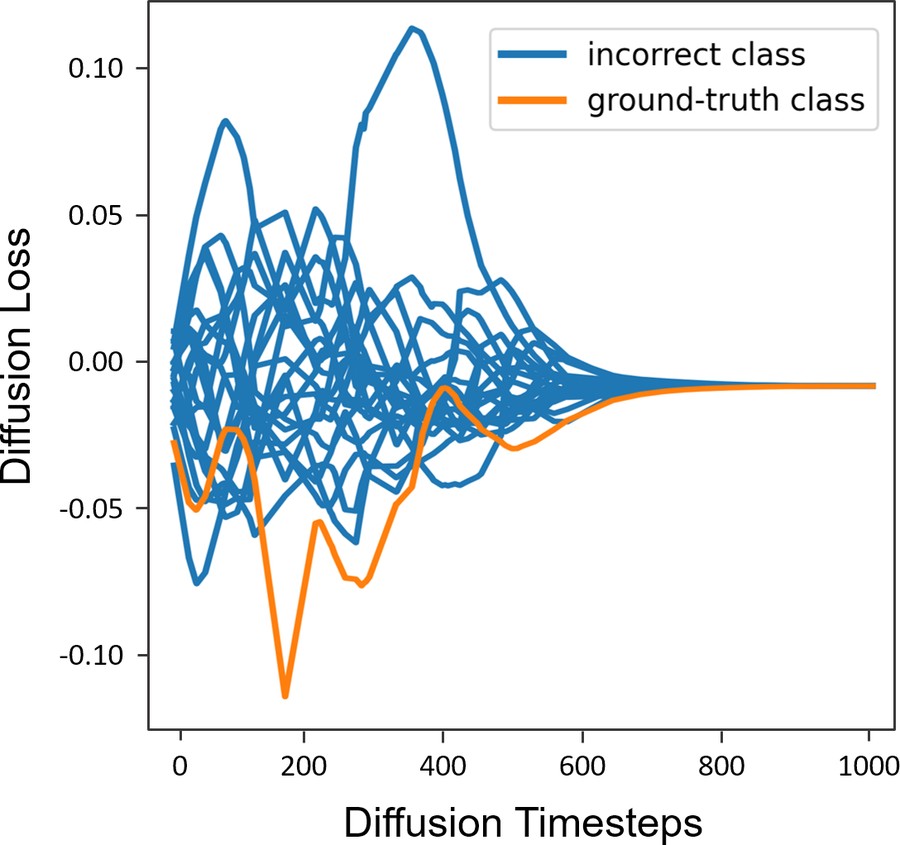 Diffusion Loss
0.10
0.05
0.00
-0.05
-0.10
incorrect class
ground-truth class
0 200 400 600 800 1000
Diffusion Timesteps